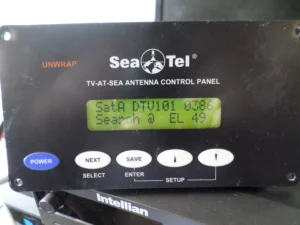 UNWRAP
Sea Tel®
TV-AT-SEA ANTENNA CONTROL PANEL
SatA DTV101 0386
Search @ EL 49
POWER
NEXT
SAVE
SELECT
ENTER
SETUP
Intellian